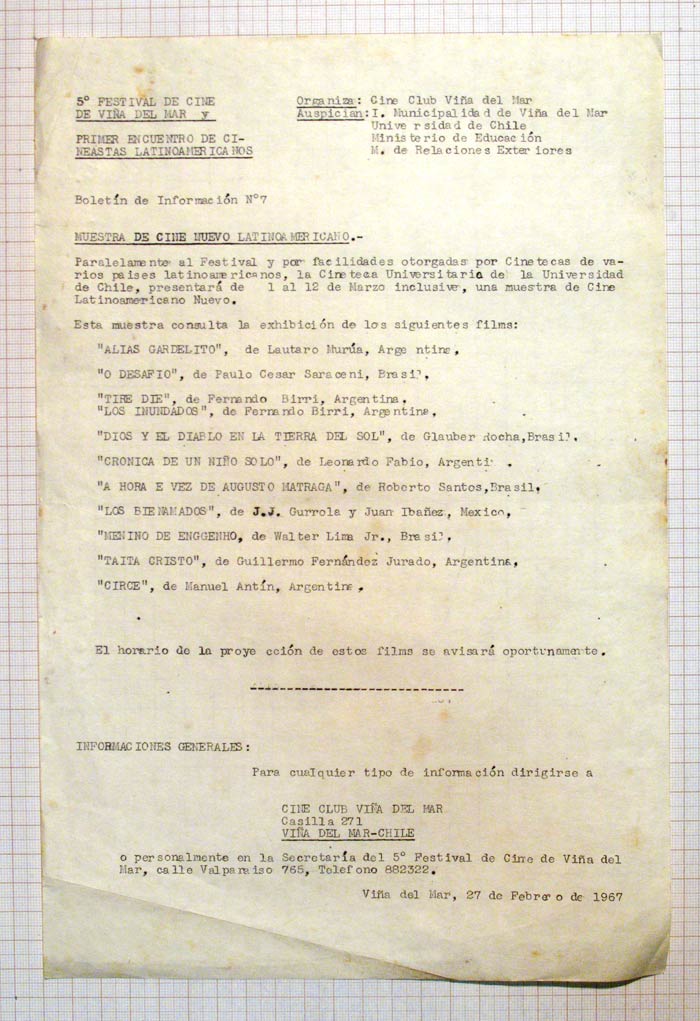 5° FESTIVAL DE CINE
DE VIÑA DEL MAR y
PRIMER ENCUENTRO DE CI-
NEASTAS LATINOAMERICANOS
Organiza: Cine Club Viña del Mar
Auspician: I. Municipalidad de Viña del Mar
Universidad de Chile
Ministerio de Educación
M. de Relaciones Exteriores
Boletín de Información N°7
MUESTRA DE CINE NUEVO LATINOAMERICANO.-
Paralelamente al Festival y por facilidades otorgadas por Cinetecas de va-
rios paises latinoamericanos, la Cineteca Universitaria de la Universidad
de Chile, presentará de 1 al 12 de Marzo inclusive, una muestra de Cine
Latinoamericano Nuevo.
Esta muestra consulta la exhibición de los siguientes films:
"ALIAS GARDELITO", de Lautaro Murúa, Argentina,
"O DESAFIO", de Paulo Cesar Saraceni, Brasil,
"TIRE DIE", de Fernando Birri, Argentina,
"LOS INUNDADOS", de Fernando Birri, Argentina,
"DIOS Y EL DIABLO EN LA TIERRA DEL SOL", de Glauber Rocha,Brasil,
"CRONICA DE UN NIÑO SOLO", de Leonardo Fabio, Argenti .
"A HORA E VEZ DE AUGUSTO MATRAGA", de Roberto Santos,Brasil,
"LOS BIENAMADOS", de J.J. Gurrola y Juan Ibañez, Mexico,
"MENINO DE ENGGENHO, de Walter Lima Jr., Brasil,
"TAITA CRISTO", de Guillermo Fernández Jurado, Argentina,
"CIRCE", de Manuel Antín, Argentina.
El horario de la proyección de estos films se avisará oportunamente.
INFORMACIONES GENERALES:
Para cualquier tipo de información dirigirse a
CINE CLUB VIÑA DEL MAR
Casilla 271
VIÑA DEL MAR-CHILE
o personalmente en la Secretaría del 5° Festival de Cine de Viña del
Mar, calle Valparaiso 765, Telefono 882322.
Viña del Mar, 27 de Febrero de 1967